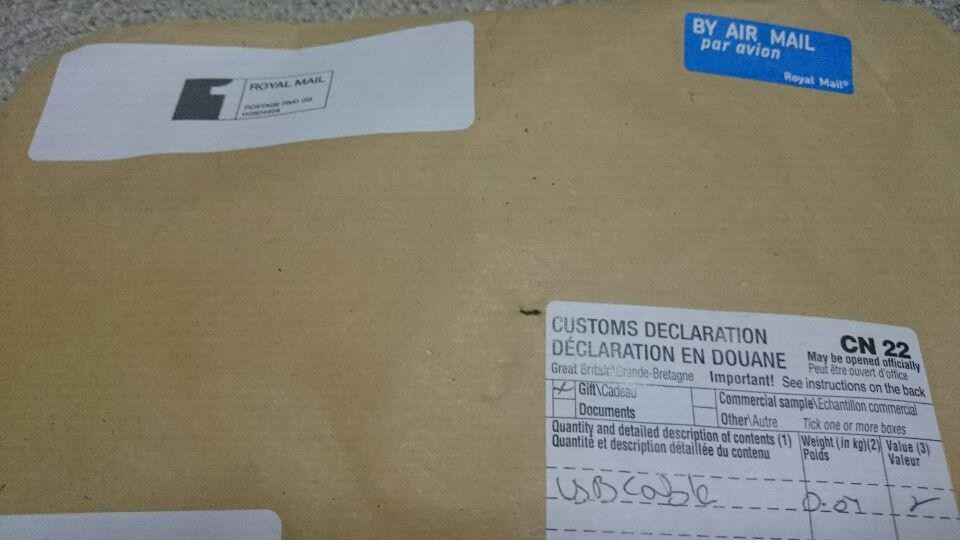 ROYAL MAIL
POSTAGE PAID GB
BY AIR MAIL
par avion
Royal Mail®
CUSTOMS DECLARATION
DÉCLARATION EN DOUANE
CN 22
May be opened officially
Peut être ouvert d'office
Great Britain\Grande-Bretagne
Important! See instructions on the back
Gift\Cadeau
Commercial sample\Echantillon commercial
Documents
Other\Autre
Tick one or more boxes
Quantity and detailed description of contents (1)
Quantité et description détaillée du contenu
Weight (in kg)(2)
Poids
Value (3)
Valeur
USB Cable